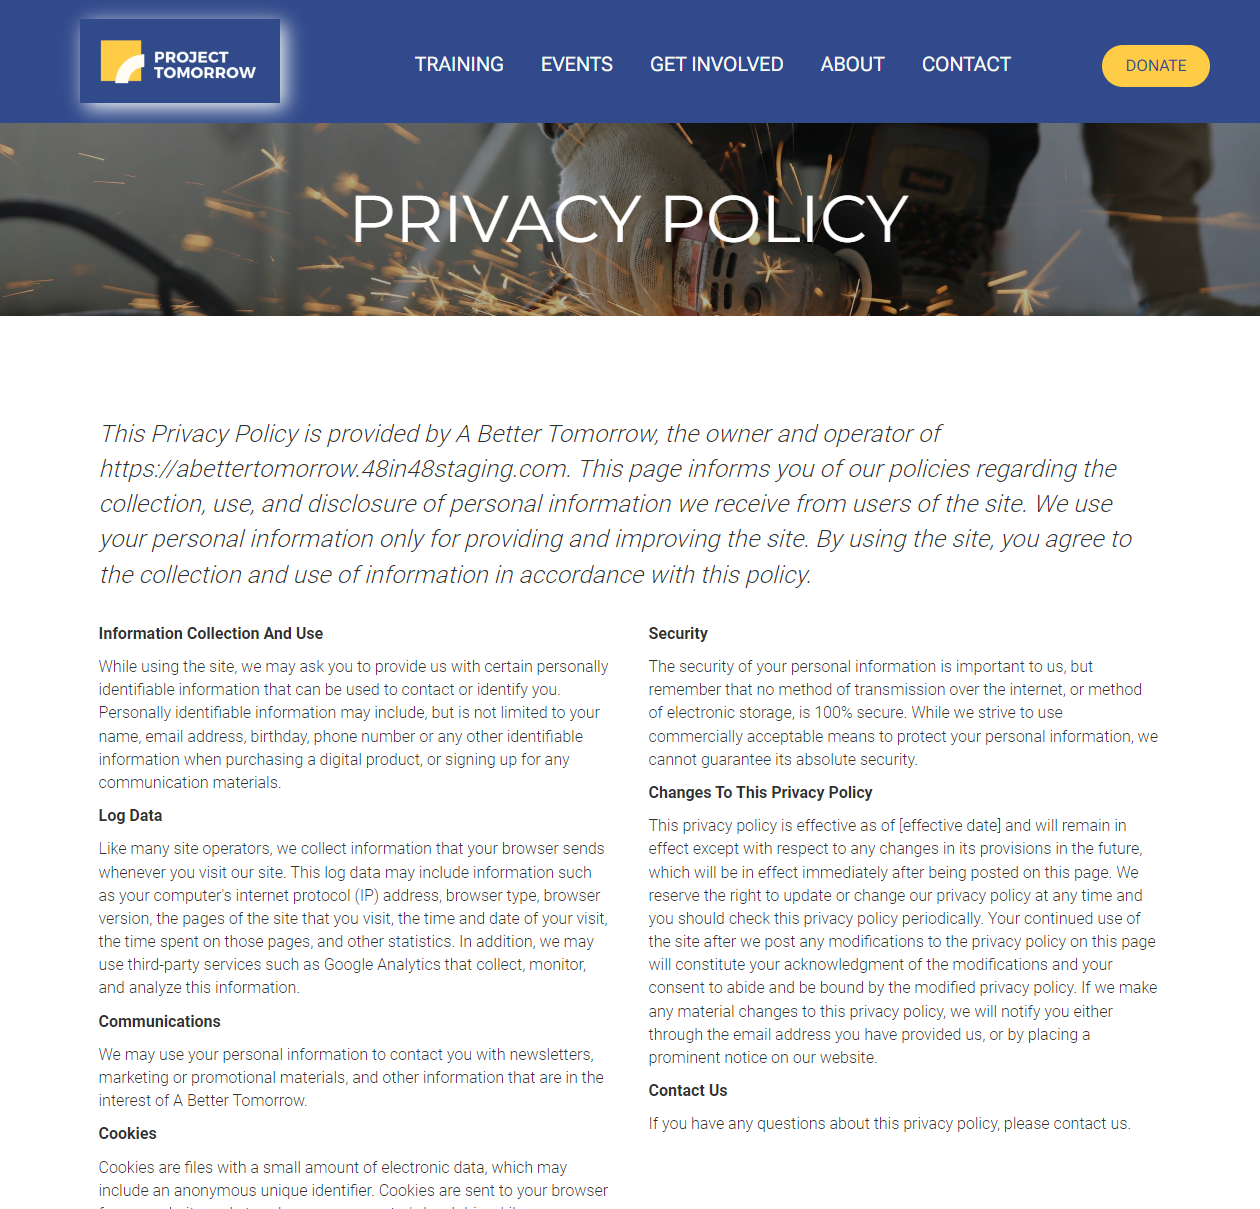 PROJECT
TOMORROW
TRAINING
EVENTS
GET INVOLVED
ABOUT
CONTACT
DONATE
PRIVACY POLICY
This Privacy Policy is provided by A Better Tomorrow, the owner and operator of
https://abettertomorrow.48in48staging.com. This page informs you of our policies regarding the
collection, use, and disclosure of personal information we receive from users of the site. We use
your personal information only for providing and improving the site. By using the site, you agree to
the collection and use of information in accordance with this policy.
Information Collection And Use
While using the site, we may ask you to provide us with certain personally
identifiable information that can be used to contact or identify you.
Personally identifiable information may include, but is not limited to your
name, email address, birthday, phone number or any other identifiable
information when purchasing a digital product, or signing up for any
communication materials.
Log Data
Like many site operators, we collect information that your browser sends
whenever you visit our site. This log data may include information such
as your computer's internet protocol (IP) address, browser type, browser
version, the pages of the site that you visit, the time and date of your visit,
the time spent on those pages, and other statistics. In addition, we may
use third-party services such as Google Analytics that collect, monitor,
and analyze this information.
Communications
We may use your personal information to contact you with newsletters,
marketing or promotional materials, and other information that are in the
interest of A Better Tomorrow.
Cookies
Cookies are files with a small amount of electronic data, which may
include an anonymous unique identifier. Cookies are sent to your browser
Security
The security of your personal information is important to us, but
remember that no method of transmission over the internet, or method
of electronic storage, is 100% secure. While we strive to use
commercially acceptable means to protect your personal information, we
cannot guarantee its absolute security.
Changes To This Privacy Policy
This privacy policy is effective as of [effective date] and will remain in
effect except with respect to any changes in its provisions in the future,
which will be in effect immediately after being posted on this page. We
reserve the right to update or change our privacy policy at any time and
you should check this privacy policy periodically. Your continued use of
the site after we post any modifications to the privacy policy on this page
will constitute your acknowledgment of the modifications and your
consent to abide and be bound by the modified privacy policy. If we make
any material changes to this privacy policy, we will notify you either
through the email address you have provided us, or by placing a
prominent notice on our website.
Contact Us
If you have any questions about this privacy policy, please contact us.